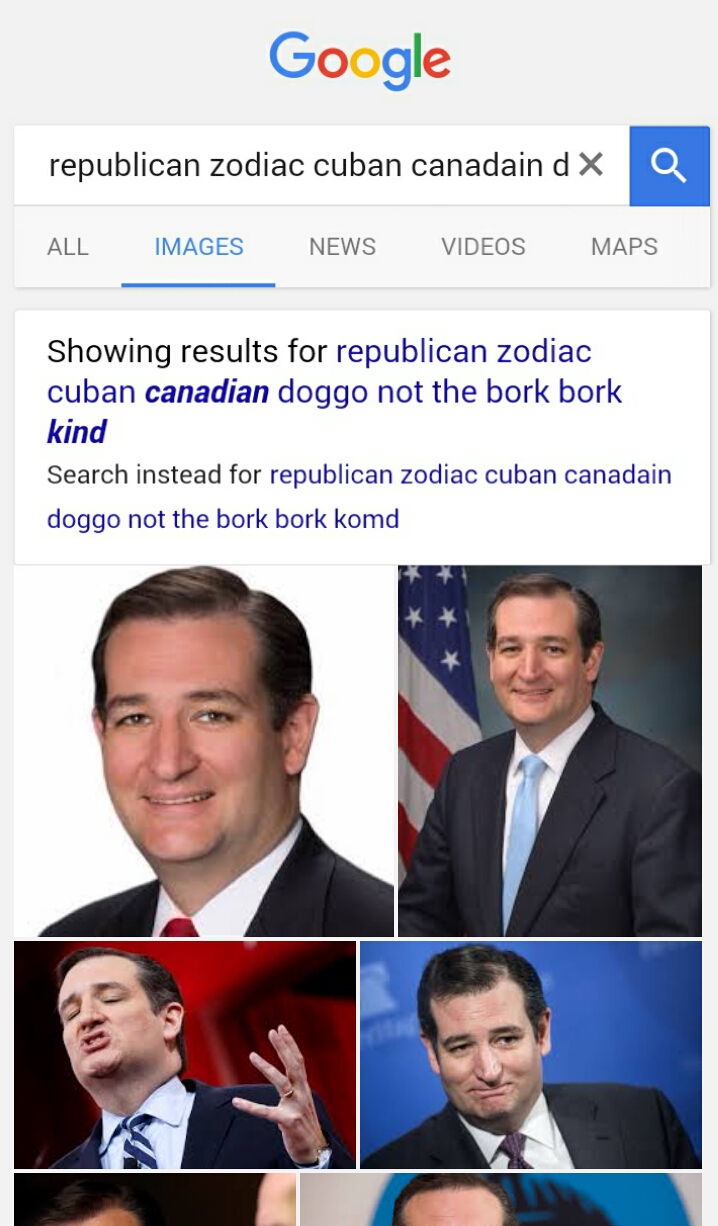 Google
republican zodiac cuban canadain d
ALL IMAGES NEWS VIDEOS MAPS
Showing results for republican zodiac
cuban canadian doggo not the bork bork
kind
Search instead for republican zodiac cuban canadain
doggo not the bork bork komd